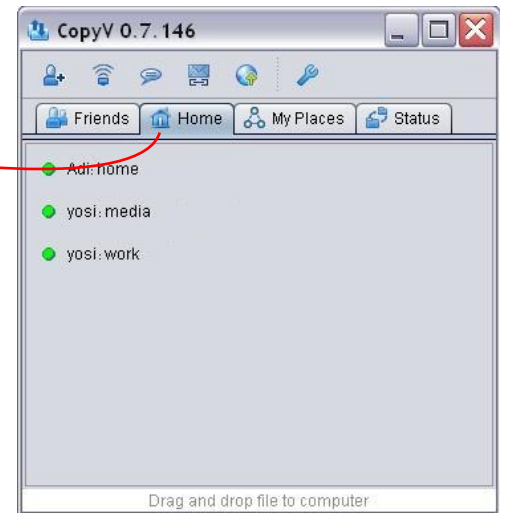 CopyV 0.7.146
Friends Home My Places Status
Adi:home
yosi:media
yosi:work
Drag and drop file to computer